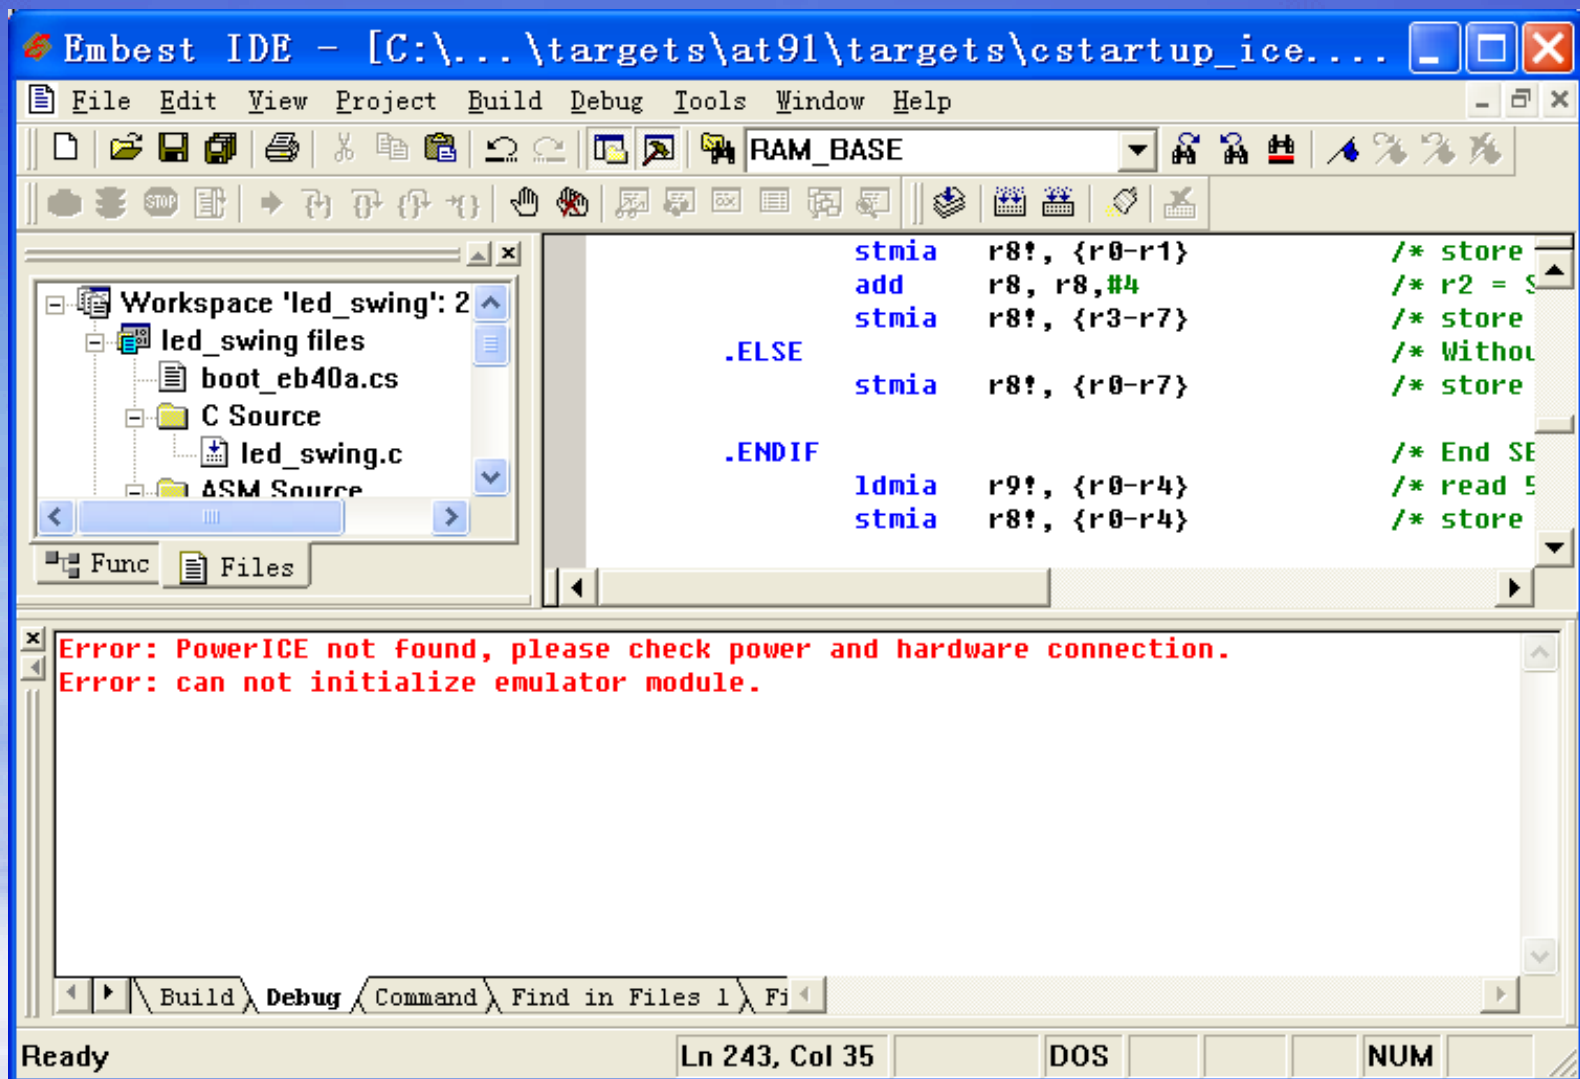 Embest IDE - [C:\...\targets\at91\targets\cstartup_ice....
File Edit View Project Build Debug Tools Window Help
RAM_BASE
STOP
Workspace 'led_swing': 2
led_swing files
boot_eb40a.cs
C Source
led_swing.c
ASM Source
Func Files
stmia r8!, {r0-r1} /* store
add r8, r8,#4 /* r2 = S
stmia r8!, {r3-r7} /* store
.ELSE /* Withou
stmia r8!, {r0-r7} /* store
.ENDIF /* End SE
ldmia r9!, {r0-r4} /* read 5
stmia r8!, {r0-r4} /* store
Error: PowerICE not found, please check power and hardware connection.
Error: can not initialize emulator module.
Build Debug Command Find in Files 1 Fi
Ready Ln 243, Col 35 DOS NUM